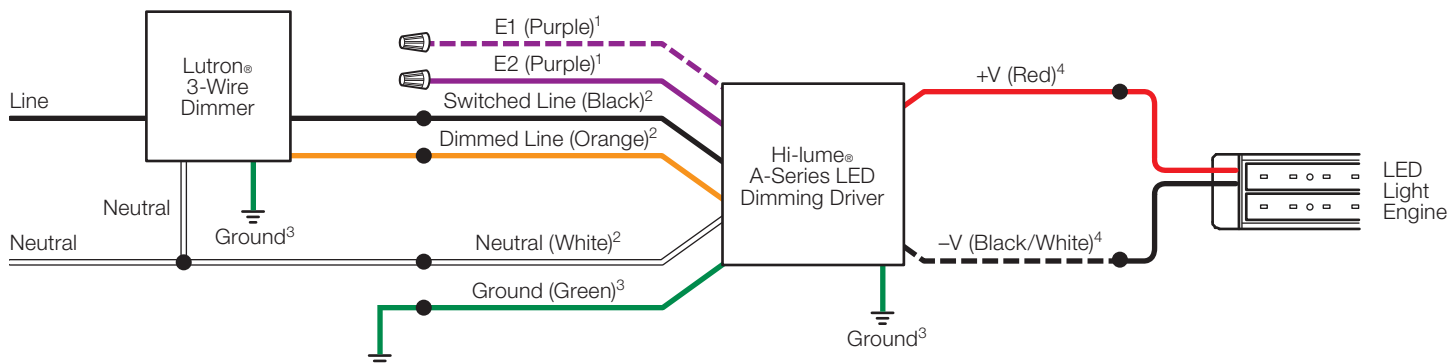 E1 (Purple)1
E2 (Purple)1
Lutron®
3-Wire
Dimmer
Line
Switched Line (Black)2
Dimmed Line (Orange)2
+V (Red)4
Hi-lume®
A-Series LED
Dimming Driver
LED
Light
Engine
Neutral
Ground3
Neutral
Neutral (White)2
–V (Black/White)4
Ground (Green)3
Ground3